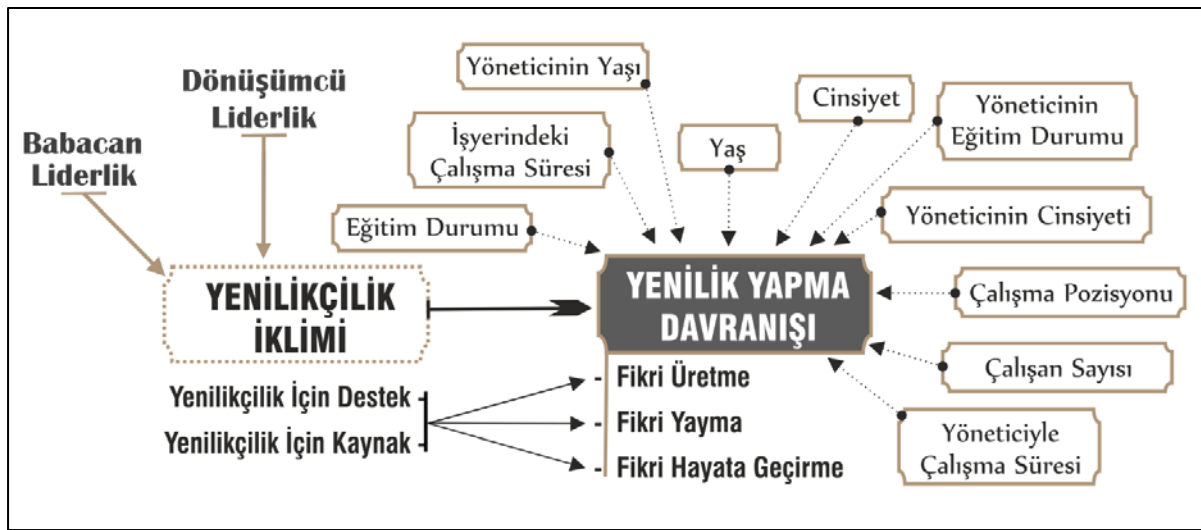 Dönüşümcü
Liderlik
Babacan
Liderlik
Yöneticinin Yaşı
İşyerindeki
Çalışma Süresi
Eğitim Durumu
Yaş
Cinsiyet
Yöneticinin
Eğitim Durumu
Yöneticinin Cinsiyeti
YENİLİKÇİLİK
İKLİMİ
YENİLİK YAPMA
DAVRANIŞI
Çalışma Pozisyonu
Çalışan Sayısı
Yöneticiyle
Çalışma Süresi
Yenilikçilik İçin Destek
Yenilikçilik İçin Kaynak
- Fikri Üretme
- Fikri Yayma
- Fikri Hayata Geçirme